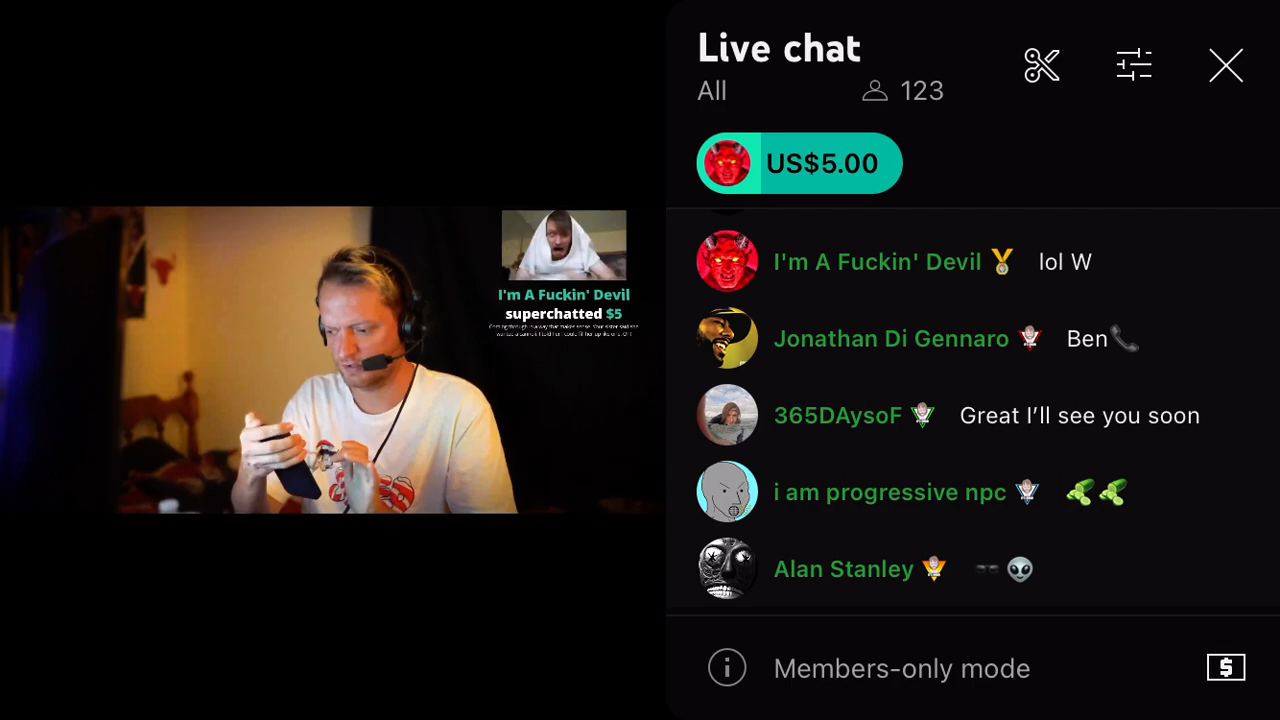 Live chat
All 123
US$5.00
I'm A Fuckin' Devil lol W
Jonathan Di Gennaro Ben
365DAysoF Great I’ll see you soon
i am progressive npc
Alan Stanley
Members-only mode
I'm A Fuckin' Devil
superchatted $5